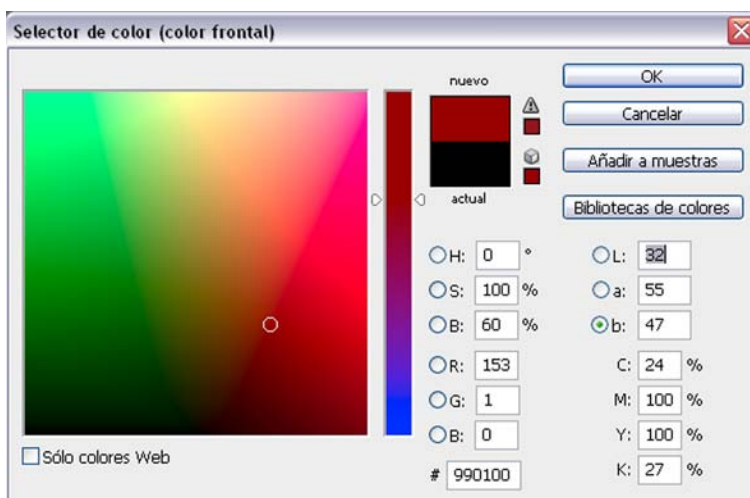 Selector de color (color frontal)
nuevo
actual
OK
Cancelar
Añadir a muestras
Bibliotecas de colores
H: 0 °
L: 32
S: 100 %
a: 55
B: 60 %
b: 47
R: 153
C: 24 %
G: 1
M: 100 %
B: 0
Y: 100 %
# 990100
K: 27 %
Sólo colores Web